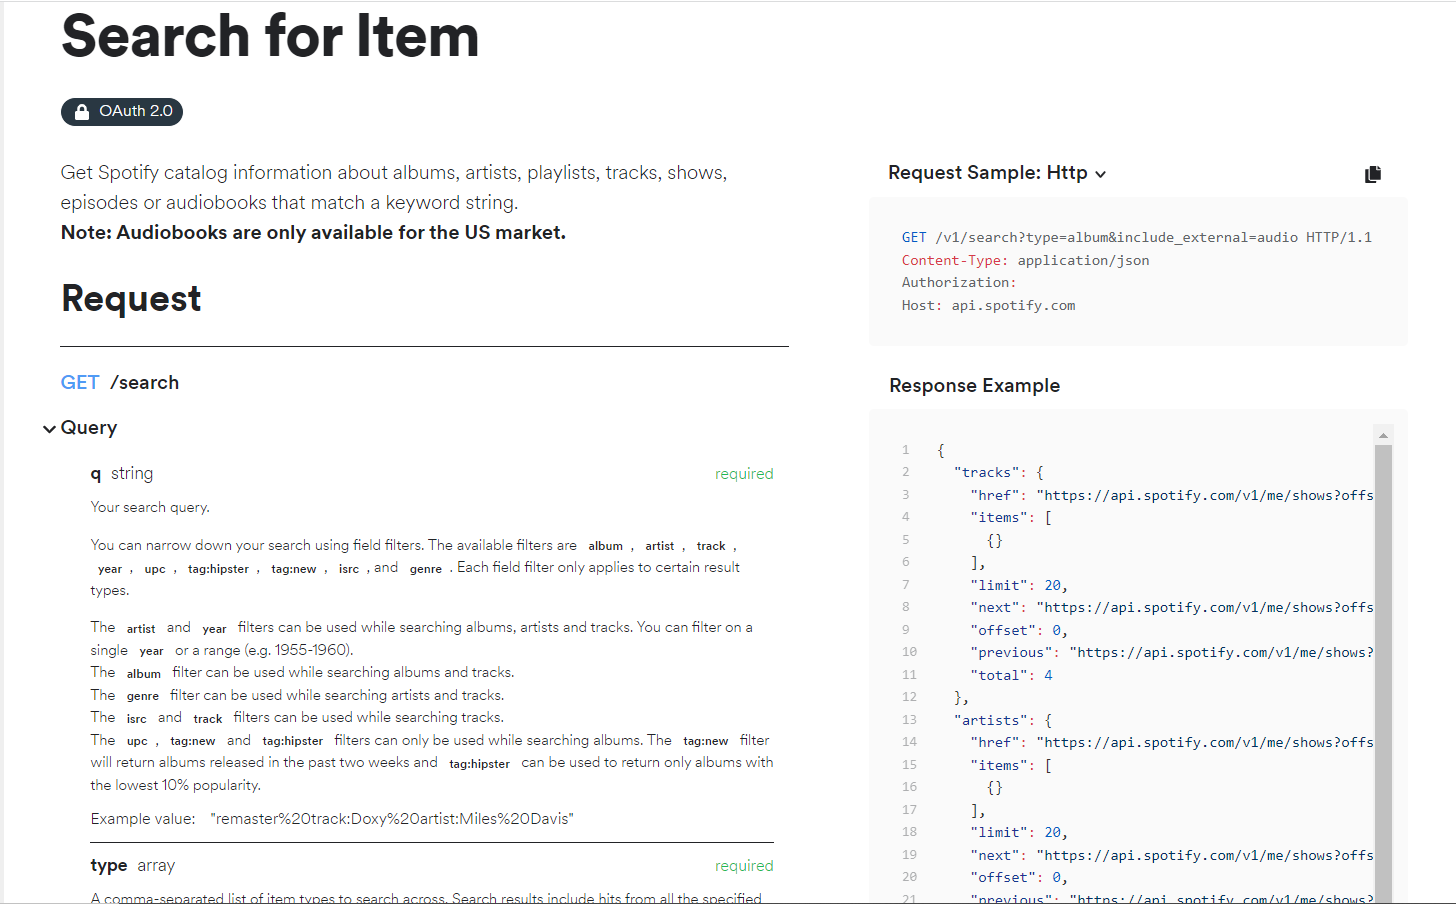 Search for Item
OAuth 2.0
Get Spotify catalog information about albums, artists, playlists, tracks, shows,
episodes or audiobooks that match a keyword string.
Note: Audiobooks are only available for the US market.
Request
GET /search
Query
q string required
Your search query.
You can narrow down your search using field filters. The available filters are album , artist , track ,
year , upc , tag:hipster , tag:new , isrc , and genre . Each field filter only applies to certain result
types.
The artist and year filters can be used while searching albums, artists and tracks. You can filter on a
single year or a range (e.g. 1955-1960).
The album filter can be used while searching albums and tracks.
The genre filter can be used while searching artists and tracks.
The isrc and track filters can be used while searching tracks.
The upc , tag:new and tag:hipster filters can only be used while searching albums. The tag:new filter
will return albums released in the past two weeks and tag:hipster can be used to return only albums with
the lowest 10% popularity.
Example value: "remaster%20track:Doxy%20artist:Miles%20Davis"
type array required
A comma-separated list of item types to search across. Search results include hits from all the specified
Request Sample: Http
GET /v1/search?type=album&include_external=audio HTTP/1.1
Content-Type: application/json
Authorization:
Host: api.spotify.com
Response Example
1 {
2 "tracks": {
3 "href": "https://api.spotify.com/v1/me/shows?offs
4 "items": [
5 {}
6 ],
7 "limit": 20,
8 "next": "https://api.spotify.com/v1/me/shows?offs
9 "offset": 0,
10 "previous": "https://api.spotify.com/v1/me/shows?
11 "total": 4
12 },
13 "artists": {
14 "href": "https://api.spotify.com/v1/me/shows?offs
15 "items": [
16 {}
17 ],
18 "limit": 20,
19 "next": "https://api.spotify.com/v1/me/shows?offs
20 "offset": 0,
21 "previous": "https://api.spotify.com/v1/me/shows?